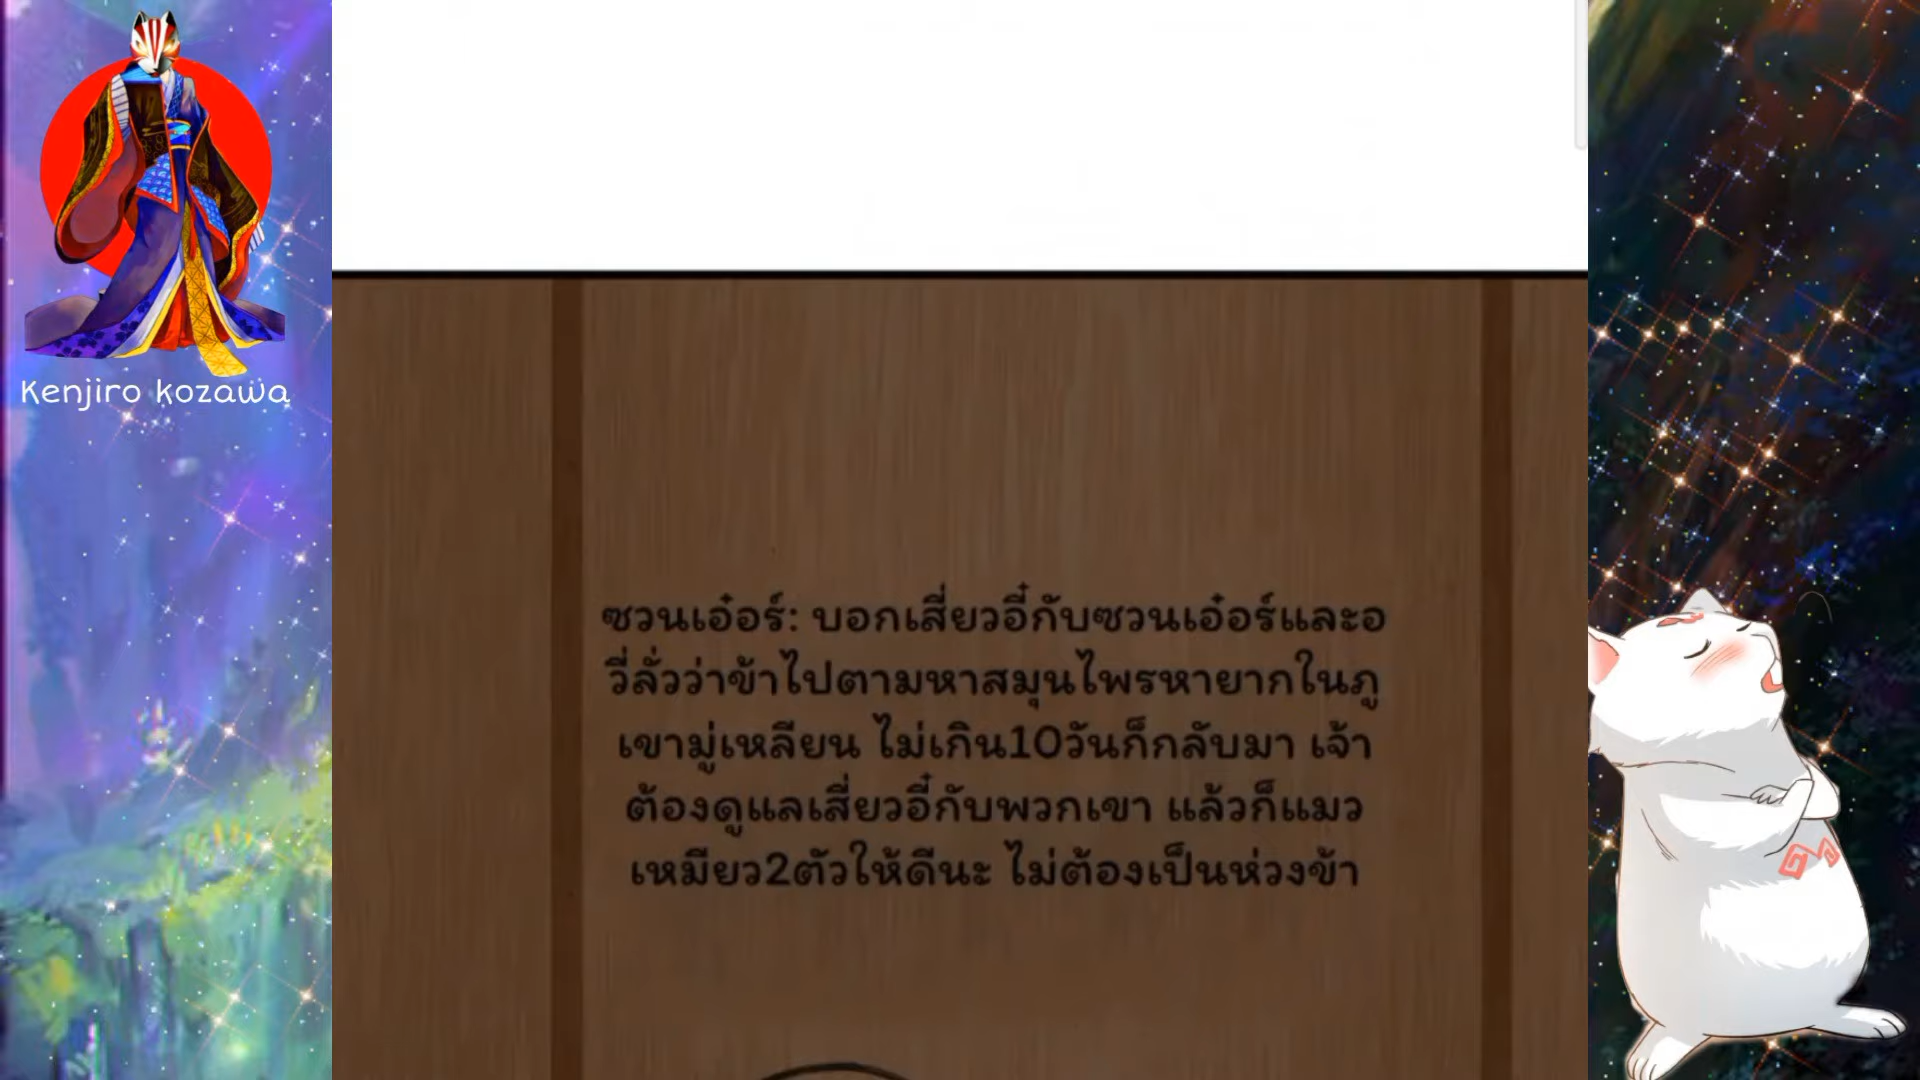 Kenjiro kozawa
ซวนเอ๋อร์: บอกเสี่ยวอี๋กับซวนเอ๋อร์และอ
วี่ลั่วว่าข้าไปตามหาสมุนไพรหายากในภู
เขามู่เหลียน ไม่เกิน10วันก็กลับมา เจ้า
ต้องดูแลเสี่ยวอี๋กับพวกเขา แล้วก็แมว
เหมียว2ตัวให้ดีนะ ไม่ต้องเป็นห่วงข้า